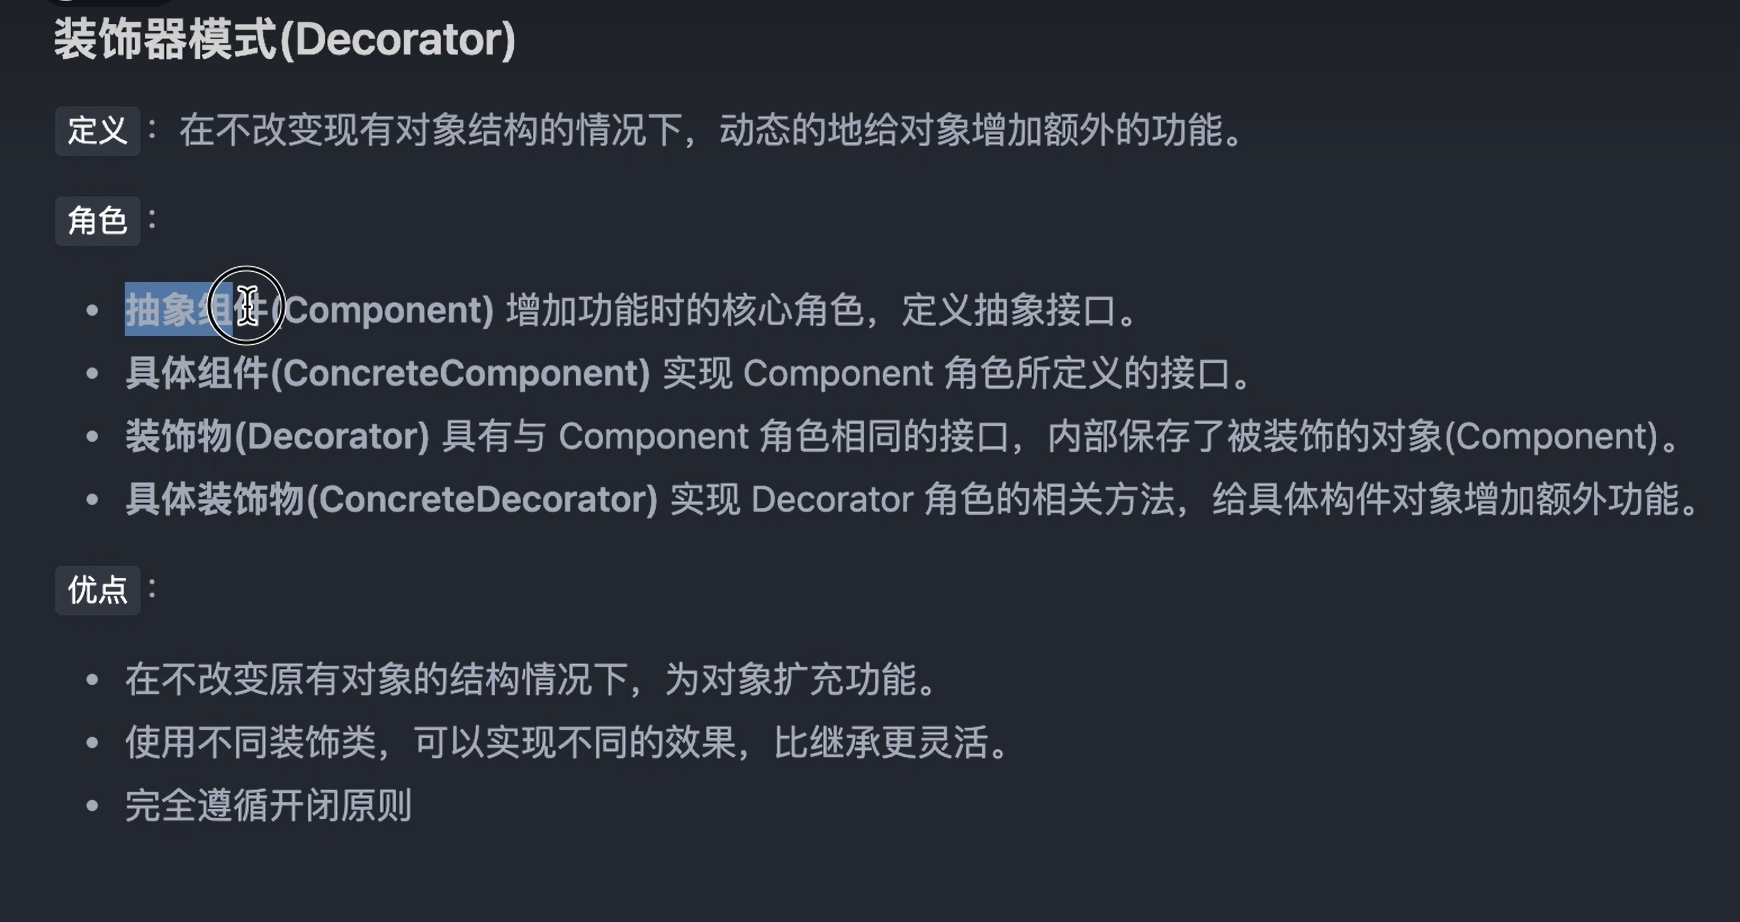 装饰器模式(Decorator)
定义：在不改变现有对象结构的情况下，动态的地给对象增加额外的功能。
角色：
• 抽象组件(Component) 增加功能时的核心角色，定义抽象接口。
• 具体组件(ConcreteComponent) 实现 Component 角色所定义的接口。
• 装饰物(Decorator) 具有与 Component 角色相同的接口，内部保存了被装饰的对象(Component)。
• 具体装饰物(ConcreteDecorator) 实现 Decorator 角色的相关方法，给具体构件对象增加额外功能。
优点：
• 在不改变原有对象的结构情况下，为对象扩充功能。
• 使用不同装饰类，可以实现不同的效果，比继承更灵活。
• 完全遵循开闭原则